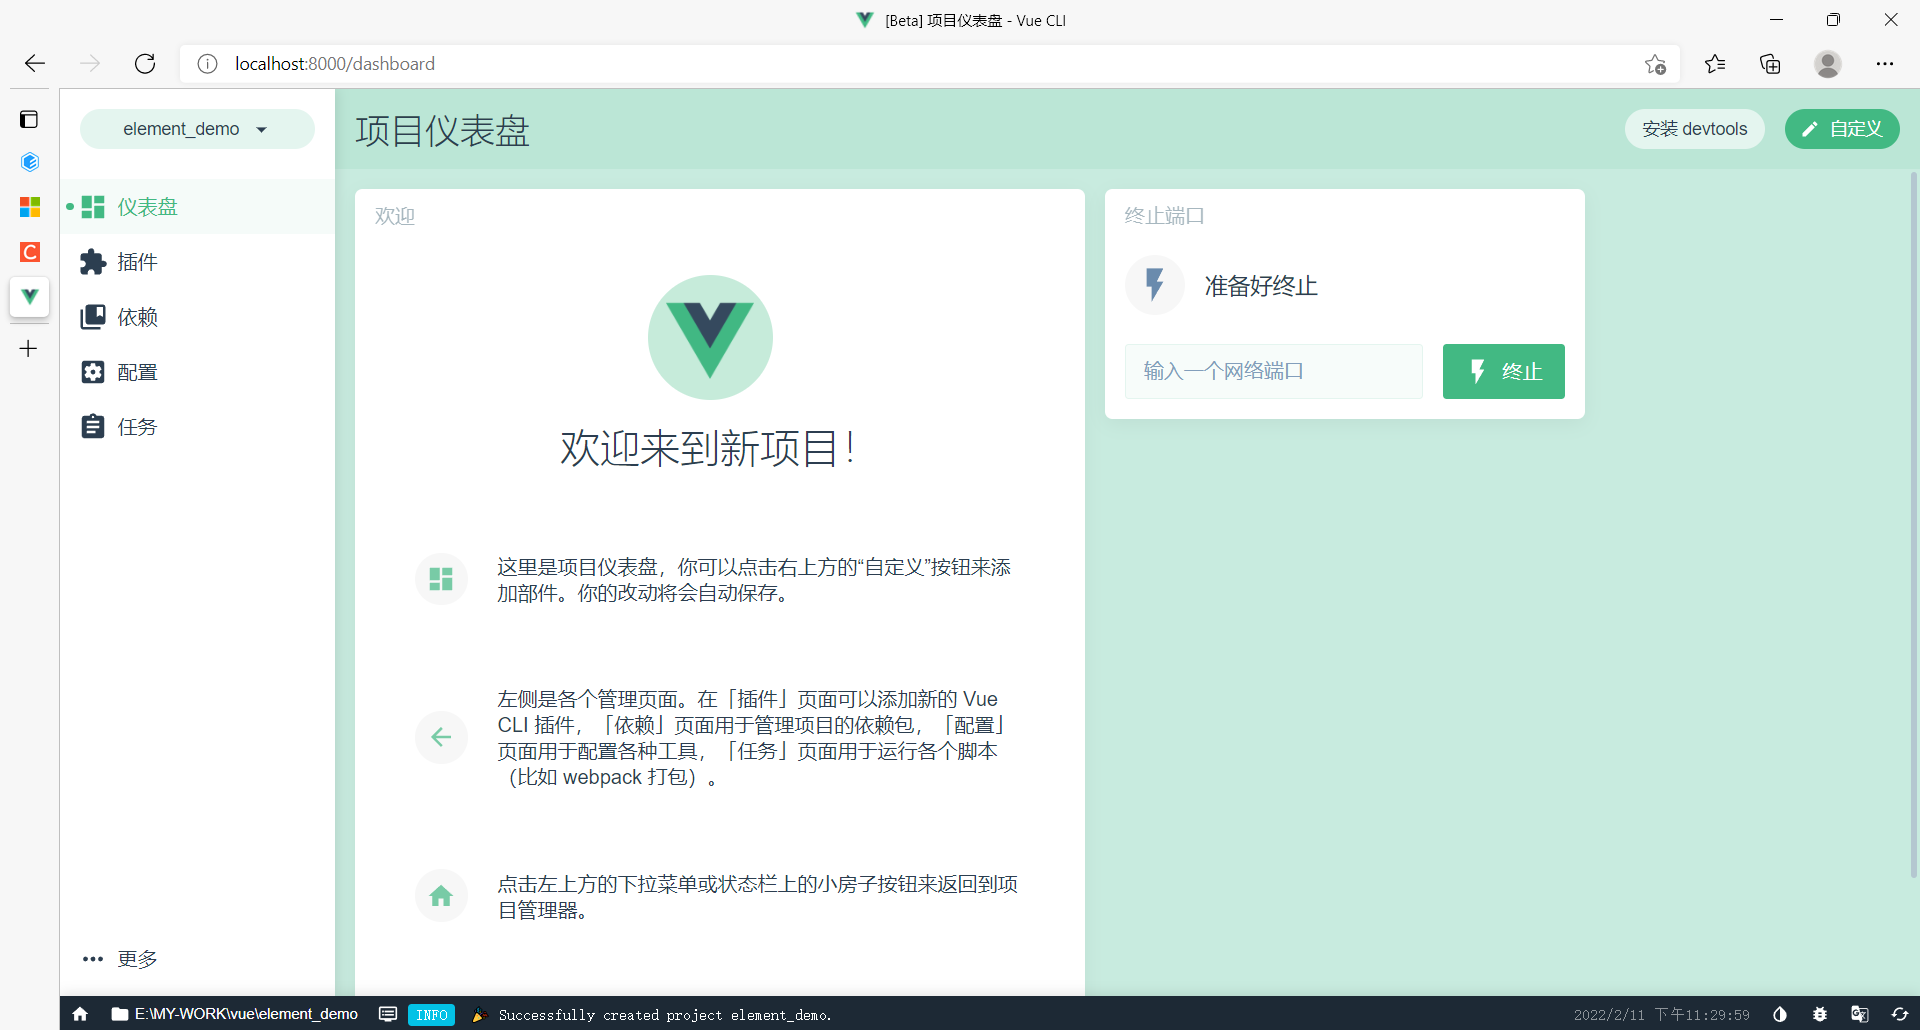 [Beta] 项目仪表盘 - Vue CLI
localhost:8000/dashboard
element_demo
项目仪表盘
安装 devtools
自定义
仪表盘
插件
依赖
配置
任务
更多
欢迎
欢迎来到新项目！
这里是项目仪表盘，你可以点击右上方的“自定义”按钮来添
加部件。你的改动将会自动保存。
左侧是各个管理页面。在「插件」页面可以添加新的 Vue
CLI 插件，「依赖」页面用于管理项目的依赖包，「配置」
页面用于配置各种工具，「任务」页面用于运行各个脚本
（比如 webpack 打包）。
点击左上方的下拉菜单或状态栏上的小房子按钮来返回到项
目管理器。
终止端口
准备好终止
输入一个网络端口
终止
E:\MY-WORK\vue\element_demo
INFO
Successfully created project element_demo.
2022/2/11 下午11:29:59